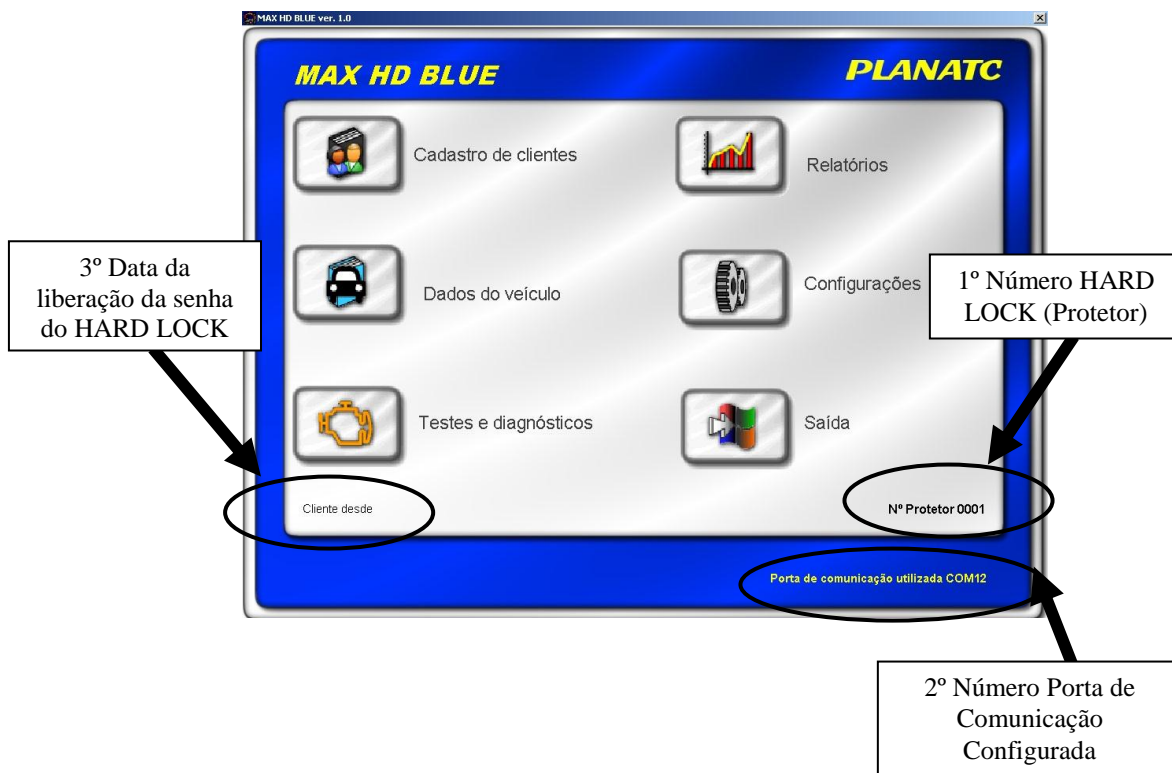 MAX HD BLUE ver. 1.0
MAX HD BLUE
PLANATC
Cadastro de clientes
Relatórios
Dados do veículo
Configurações
Testes e diagnósticos
Saída
Cliente desde
Nº Protetor 0001
Porta de comunicação utilizada COM12
3º Data da
liberação da senha
do HARD LOCK
1º Número HARD
LOCK (Protetor)
2º Número Porta de
Comunicação
Configurada